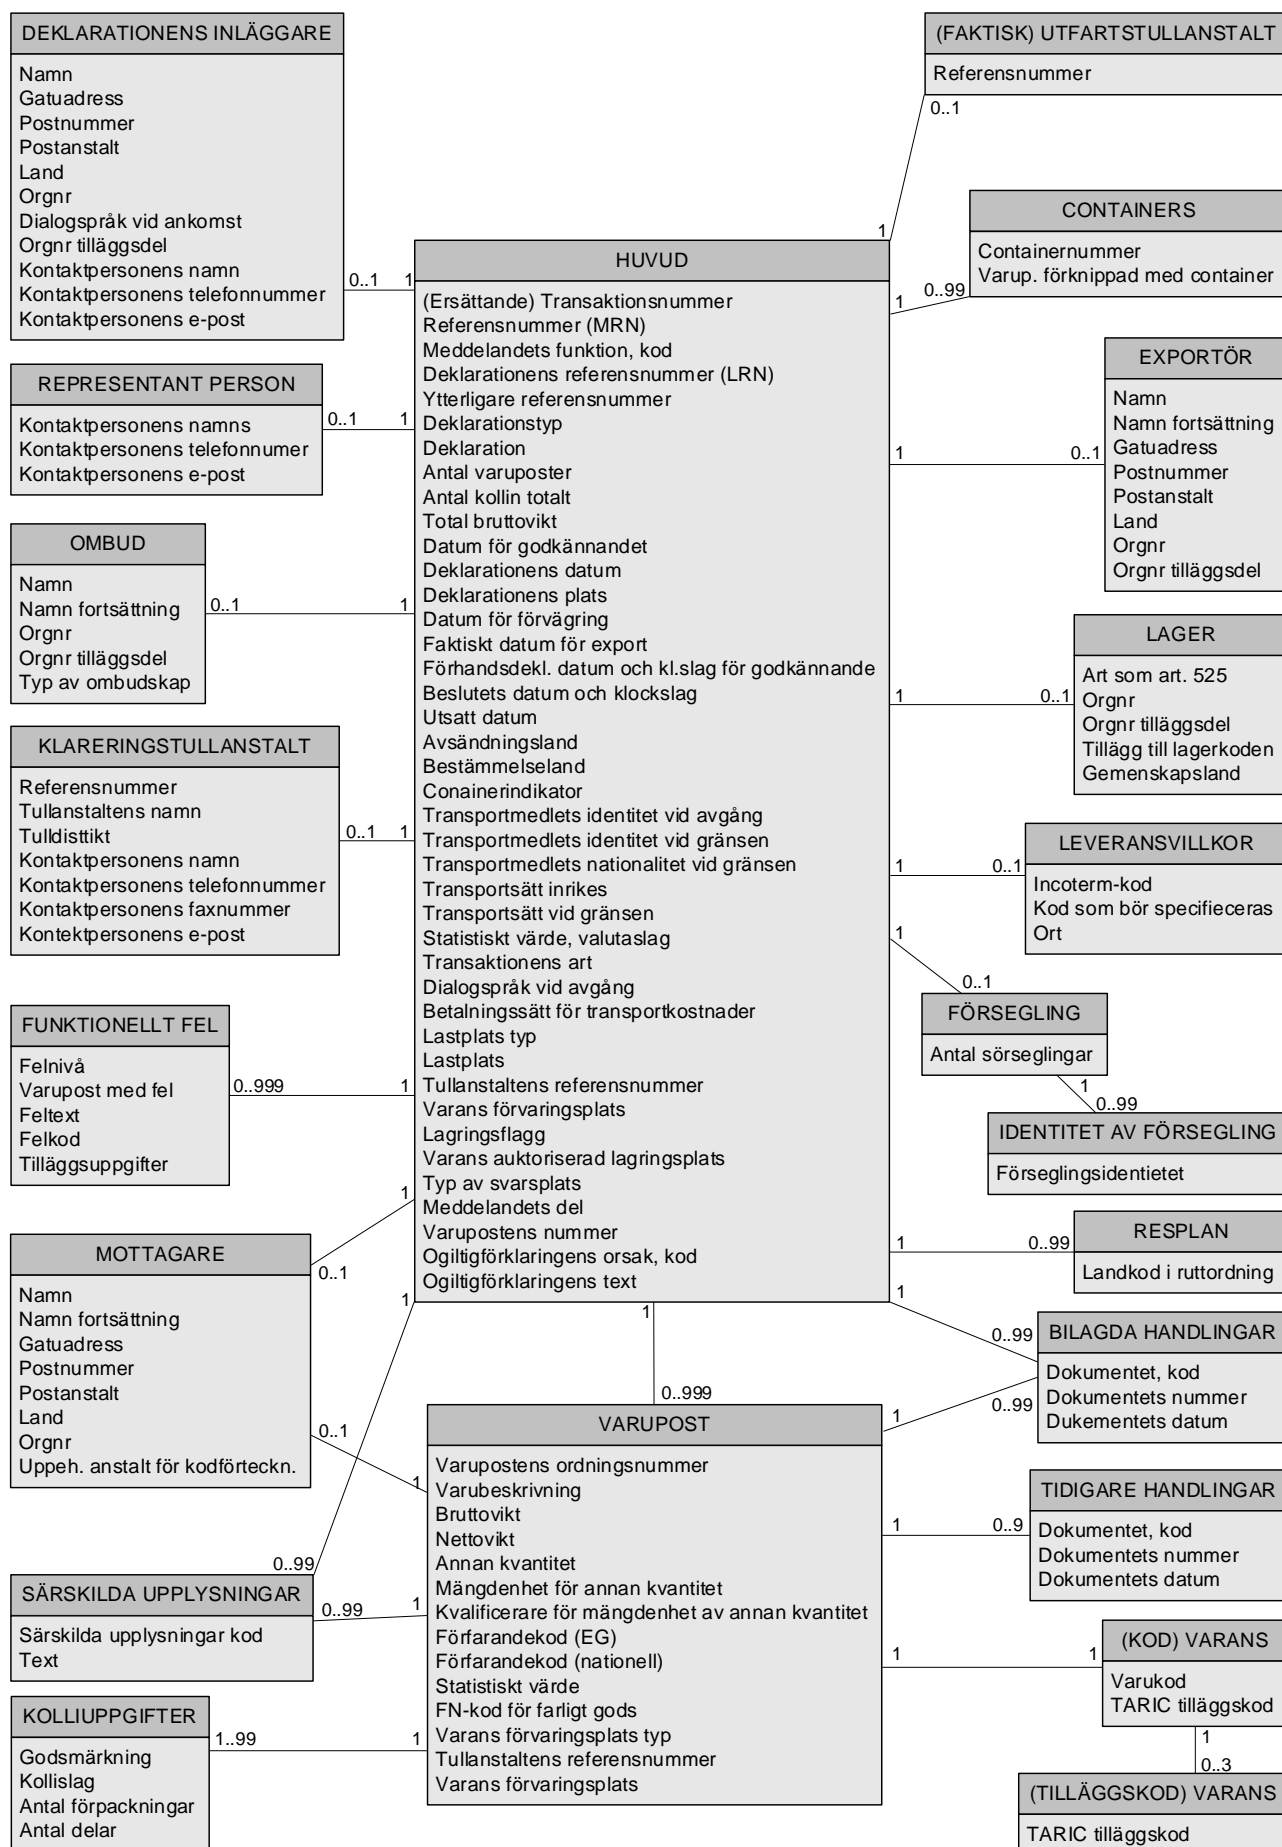 DEKLARATIONENS INLÄGGARE
Namn
Gatuadress
Postnummer
Postanstalt
Land
Orgnr
Dialogspråk vid ankomst
Orgnr tilläggsdel
Kontaktpersonens namn
Kontaktpersonens telefonnummer
Kontaktpersonens e-post
0..1
1
REPRESENTANT PERSON
Kontaktpersonens namns
Kontaktpersonens telefonnumer
Kontaktpersonens e-post
0..1
1
OMBUD
Namn
Namn fortsättning
Orgnr
Orgnr tilläggsdel
Typ av ombudskap
0..1
1
KLARERINGSTULLANSTALT
Referensnummer
Tullanstaltens namn
Tulldisttikt
Kontaktpersonens namn
Kontaktpersonens telefonnummer
Kontaktpersonens faxnummer
Kontektpersonens e-post
0..1
1
FUNKTIONELLT FEL
Felnivå
Varupost med fel
Feltext
Felkod
Tilläggsuppgifter
0..999
1
MOTTAGARE
Namn
Namn fortsättning
Gatuadress
Postnummer
Postanstalt
Land
Orgnr
Uppeh. anstalt för kodförteckn.
1
0..1
0..1
1
SÄRSKILDA UPPLYSNINGAR
Särskilda upplysningar kod
Text
1
0..99
0..99
1
KOLLIUPPGIFTER
Godsmärkning
Kollislag
Antal förpackningar
Antal delar
1..99
1
HUVUD
(Ersättande) Transaktionsnummer
Referensnummer (MRN)
Meddelandets funktion, kod
Deklarationens referensnummer (LRN)
Ytterligare referensnummer
Deklarationstyp
Deklaration
Antal varuposter
Antal kollin totalt
Total bruttovikt
Datum för godkännandet
Deklarationens datum
Deklarationens plats
Datum för förvägring
Faktiskt datum för export
Förhandsdekl. datum och kl.slag för godkännande
Beslutets datum och klockslag
Utsatt datum
Avsändningsland
Bestämmelseland
Conainerindikator
Transportmedlets identitet vid avgång
Transportmedlets identitet vid gränsen
Transportmedlets nationalitet vid gränsen
Transportsätt inrikes
Transportsätt vid gränsen
Statistiskt värde, valutaslag
Transaktionens art
Dialogspråk vid avgång
Betalningssätt för transportkostnader
Lastplats typ
Lastplats
Tullanstaltens referensnummer
Varans förvaringsplats
Lagringsflagg
Varans auktoriserad lagringsplats
Typ av svarsplats
Meddelandets del
Varupostens nummer
Ogiltigförklaringens orsak, kod
Ogiltigförklaringens text
1
0..999
VARUPOST
Varupostens ordningsnummer
Varubeskrivning
Bruttovikt
Nettovikt
Annan kvantitet
Mängdenhet för annan kvantitet
Kvalificerare för mängdenhet av annan kvantitet
Förfarandekod (EG)
Förfarandekod (nationell)
Statistiskt värde
FN-kod för farligt gods
Varans förvaringsplats typ
Tullanstaltens referensnummer
Varans förvaringsplats
(FAKTISK) UTFARTSTULLANSTALT
Referensnummer
0..1
1
CONTAINERS
Containernummer
Varup. förknippad med container
1
0..99
EXPORTÖR
Namn
Namn fortsättning
Gatuadress
Postnummer
Postanstalt
Land
Orgnr
Orgnr tilläggsdel
1
0..1
LAGER
Art som art. 525
Orgnr
Orgnr tilläggsdel
Tillägg till lagerkoden
Gemenskapsland
1
0..1
LEVERANSVILLKOR
Incoterm-kod
Kod som bör specifieceras
Ort
1
0..1
1
0..1
FÖRSEGLING
Antal sörseglingar
1
0..99
IDENTITET AV FÖRSEGLING
Förseglingsidentietet
RESPLAN
Landkod i ruttordning
1
0..99
1
0..99
BILAGDA HANDLINGAR
Dokumentet, kod
Dokumentets nummer
Dukementets datum
0..99
1
TIDIGARE HANDLINGAR
Dokumentet, kod
Dokumentets nummer
Dokumentets datum
1
0..9
(KOD) VARANS
Varukod
TARIC tilläggskod
1
1
1
0..3
(TILLÄGGSKOD) VARANS
TARIC tilläggskod